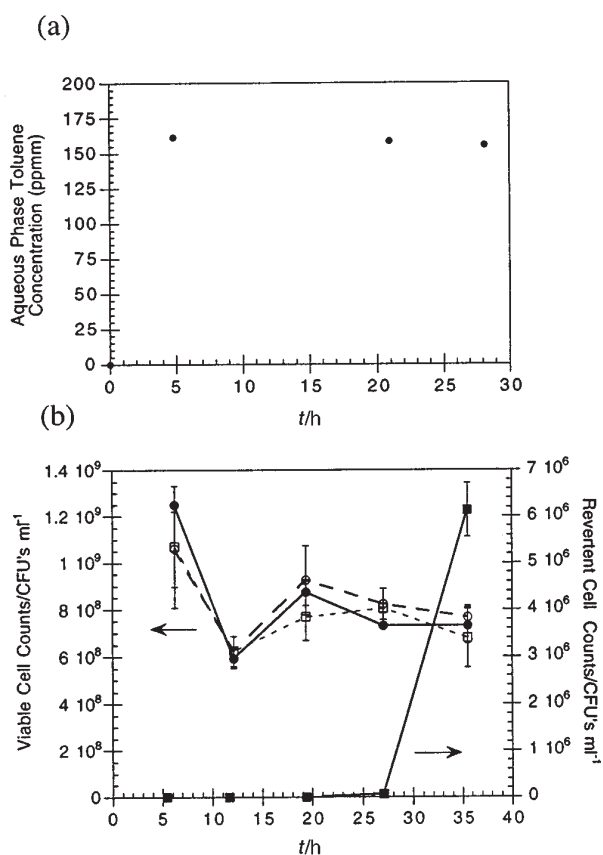 (a)
Aqueous Phase Toluene
Concentration (ppmm)
200
175
150
125
100
75
50
25
0
0 5 10 15 20 25 30
t/h
(b)
Viable Cell Counts/CFU's ml⁻¹
1.4 10⁹
1.2 10⁹
1 10⁹
8 10⁸
6 10⁸
4 10⁸
2 10⁸
0
7 10⁶
6 10⁶
5 10⁶
4 10⁶
3 10⁶
2 10⁶
1 10⁶
0
Revertent Cell Counts/CFU's ml⁻¹
0 5 10 15 20 25 30 35 40
t/h